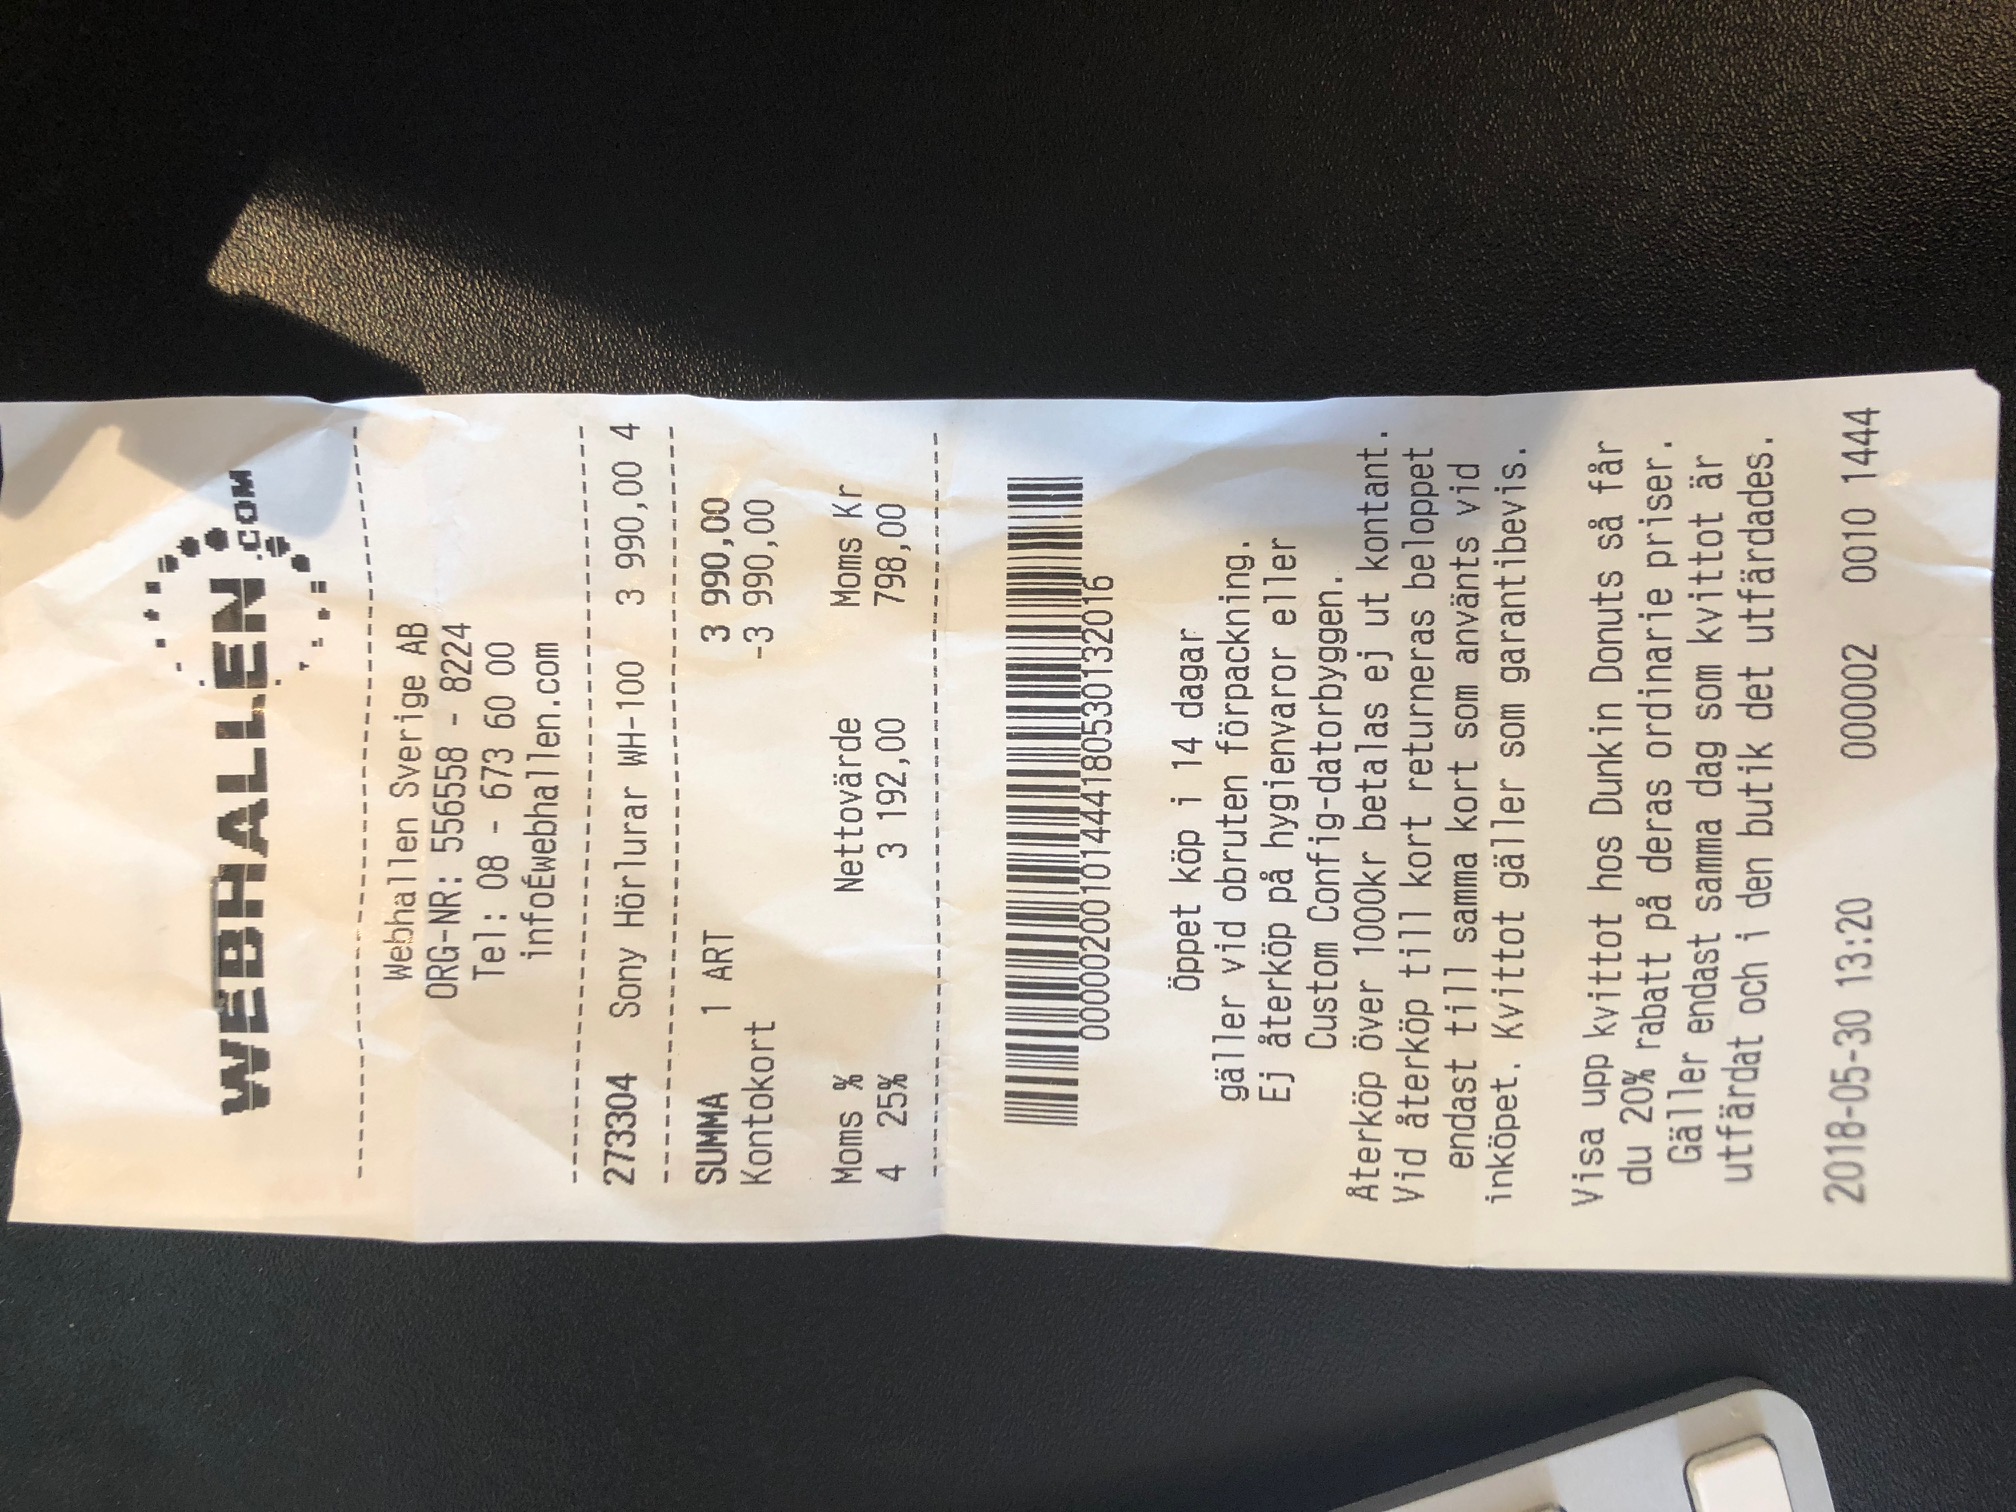 WEBHALLEN.COM
Webhallen Sverige AB
ORG-NR: 556558 - 8224
Tel: 08 - 673 60 00
infoÉwebhallen.com
273304 Sony Hörlurar WH-100 3 990,00 4
SUMMA 1 ART 3 990,00
Kontokort -3 990,00
Moms % Nettovärde Moms Kr
4 25% 3 192,00 798,00
0000020010144418053013​2016
Öppet köp i 14 dagar
gäller vid obruten förpackning.
Ej återköp på hygienvaror eller
Custom Config-datorbyggen.
Återköp över 1000kr betalas ej ut kontant.
Vid återköp till kort returneras beloppet
endast till samma kort som använts vid
inköpet. Kvittot gäller som garantibevis.
Visa upp kvittot hos Dunkin Donuts så får
du 20% rabatt på deras ordinarie priser.
Gäller endast samma dag som kvittot är
utfärdat och i den butik det utfärdades.
2018-05-30 13:20 000002 0010 1444